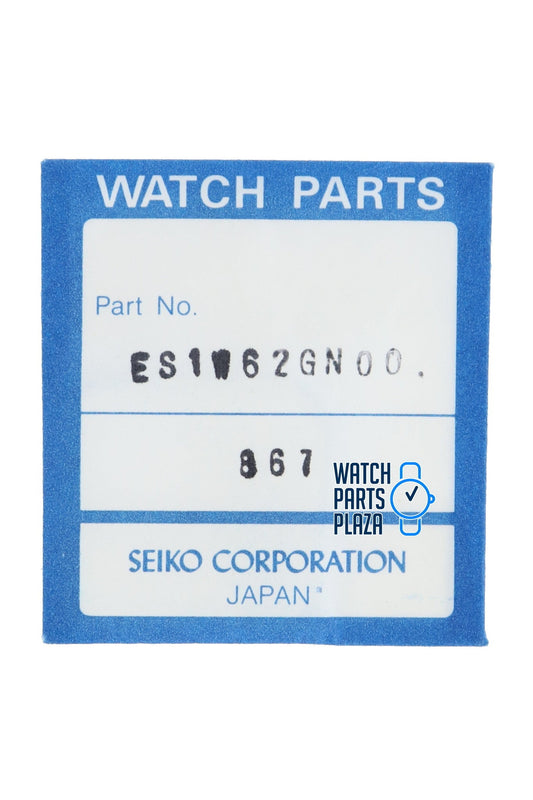 WATCH PARTS
Part No.
ES1W62GN00.
867
WATCH
PARTS
PLAZA
SEIKO CORPORATION
JAPAN